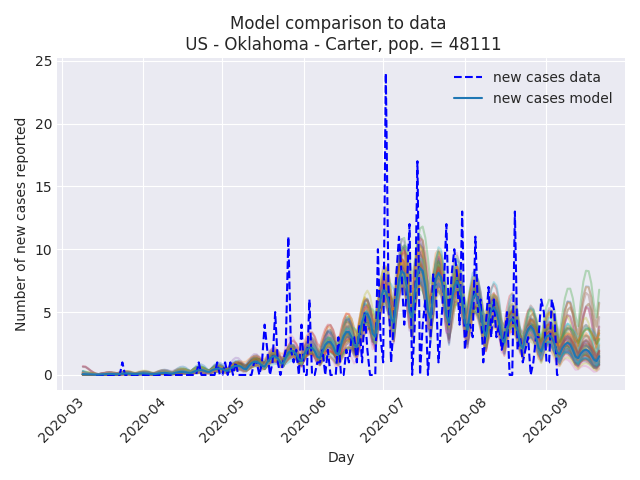 Model comparison to data
US - Oklahoma - Carter, pop. = 48111
new cases data
new cases model
Number of new cases reported
25
20
15
10
5
0
2020-03
2020-04
2020-05
2020-06
2020-07
2020-08
2020-09
Day